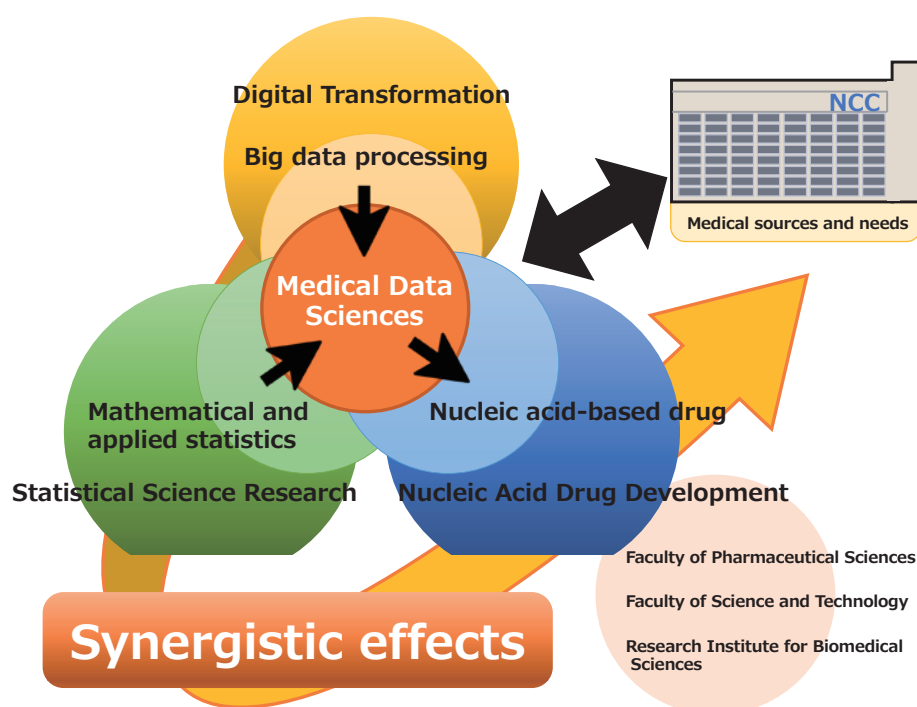 Digital Transformation
Big data processing
NCC
Medical sources and needs
Medical Data
Sciences
Mathematical and
applied statistics
Nucleic acid-based drug
Statistical Science Research
Nucleic Acid Drug Development
Faculty of Pharmaceutical Sciences
Faculty of Science and Technology
Research Institute for Biomedical
Sciences
Synergistic effects